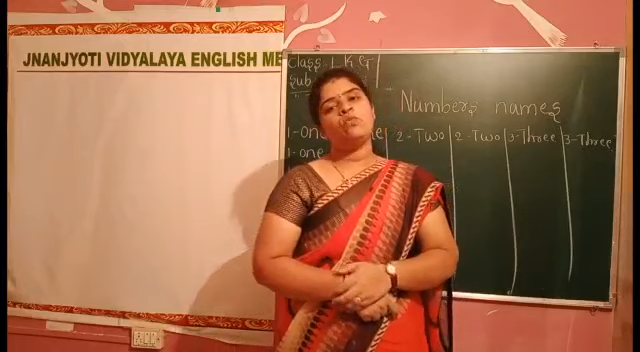 JNANJYOTI VIDYALAYA ENGLISH ME
Class
Sub
Numbers names
1-one 2-Two 2-Two 3-Three 3-Three
1-one